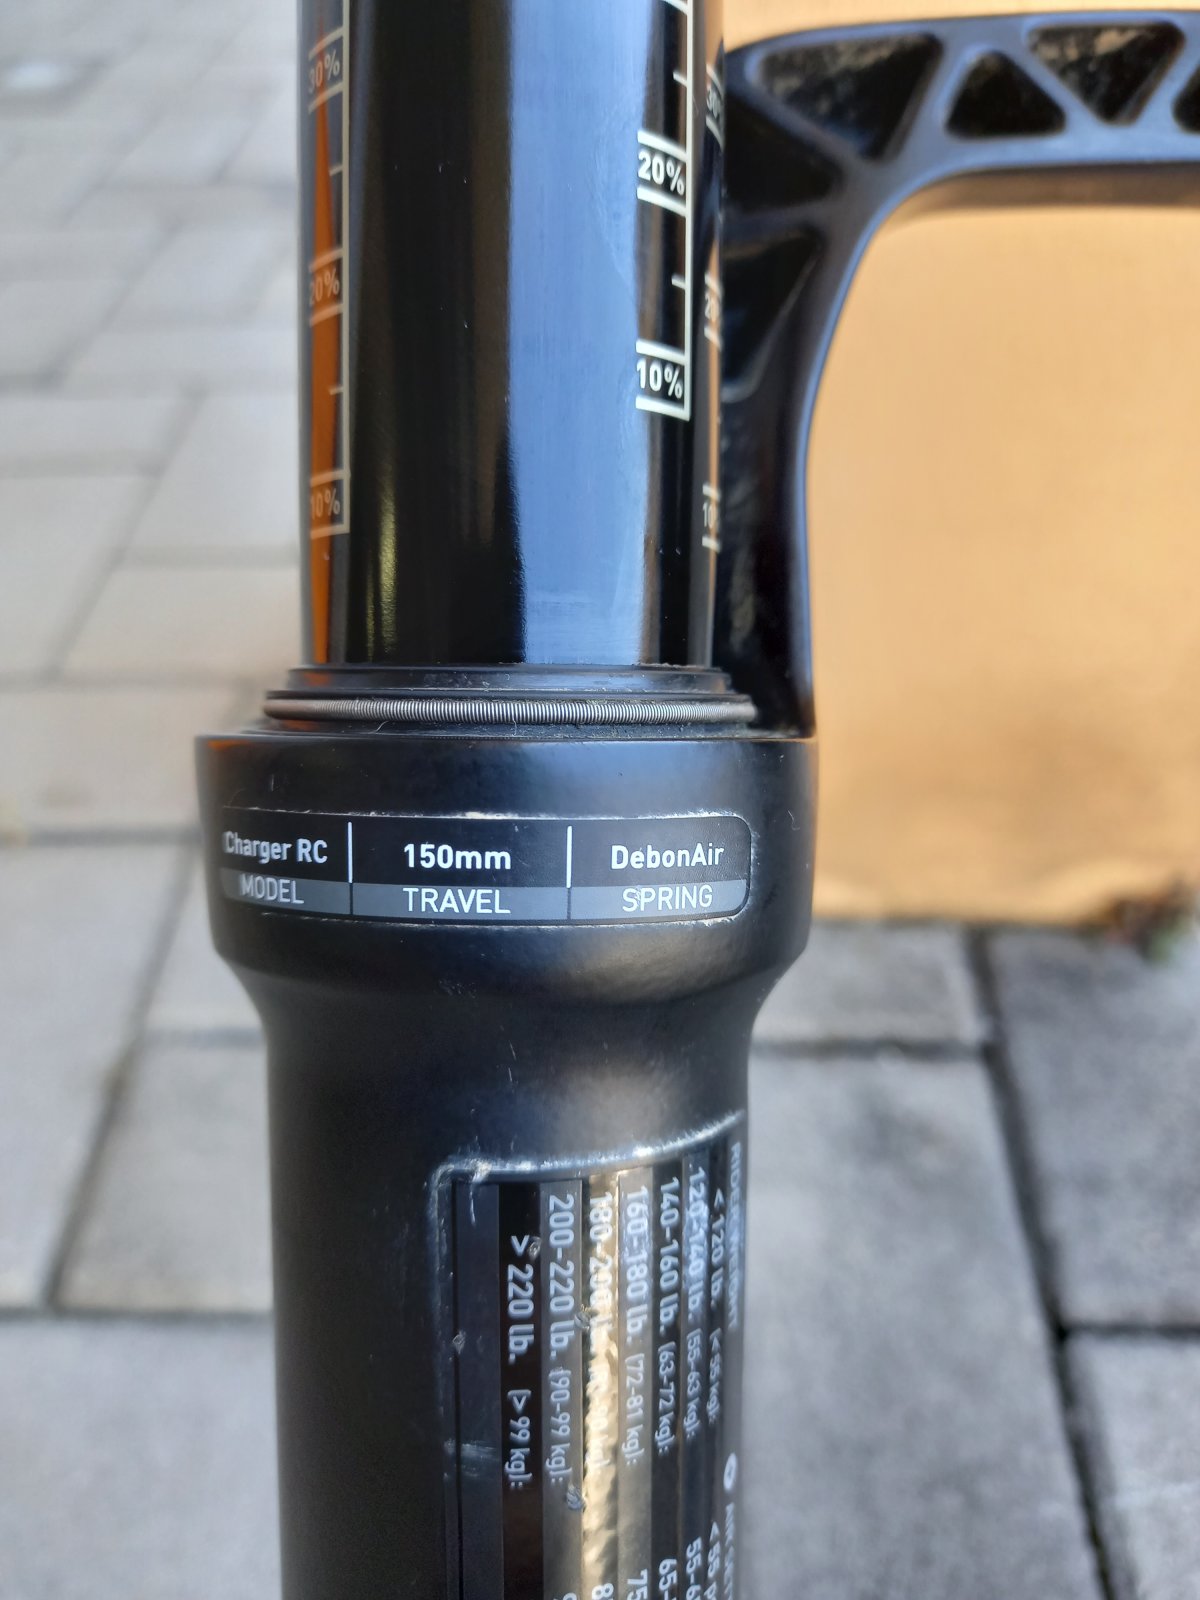 30%
20%
10%
20%
10%
Charger RC
MODEL
150mm
TRAVEL
DebonAir
SPRING
< 120 lb.
120-140 lb. (55-63 kg):
140-160 lb. (63-72 kg):
160-180 lb. (72-81 kg):
200-220 lb. (90-99 kg):
> 220 lb. (> 99 kg):